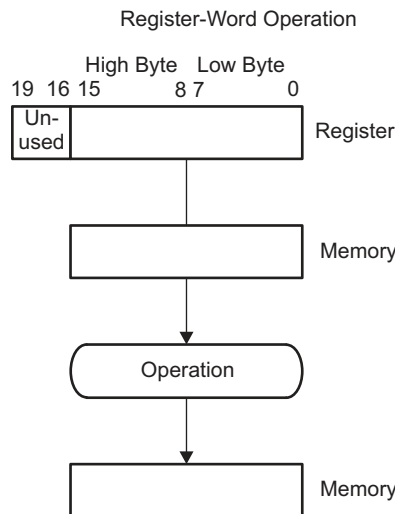 Register-Word Operation
High Byte Low Byte
19 16 15 8 7 0
Un-
used
Register
Memory
Operation
Memory